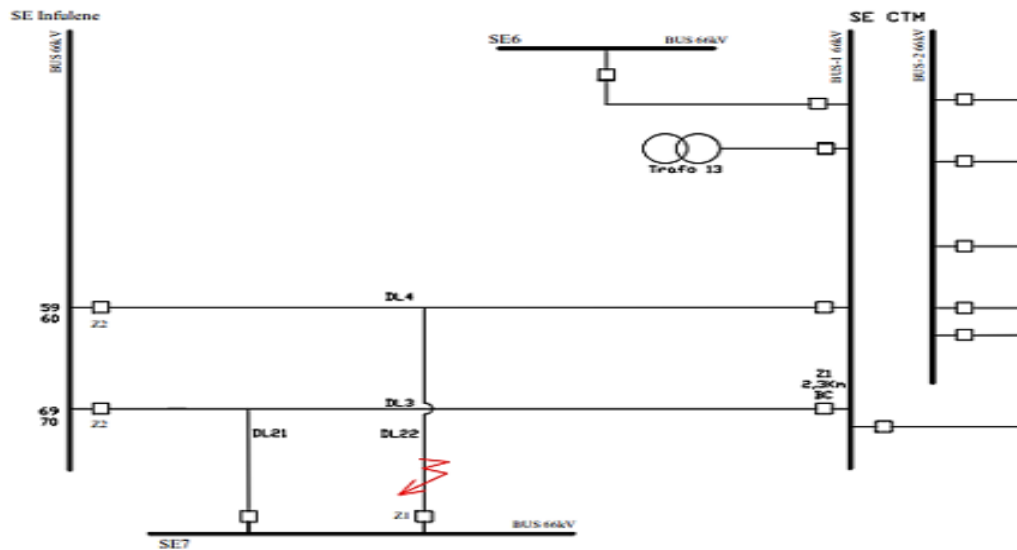 SE Infulene
BUS 66kV
SE6
BUS 66kV
SE CTM
BUS-1 66kV
BUS-2 66kV
Trafo 13
59
60
Z2
DL4
Z1
2,3Km
BC
69
70
Z2
DL3
DL21
DL22
Z1
BUS 66kV
SE7